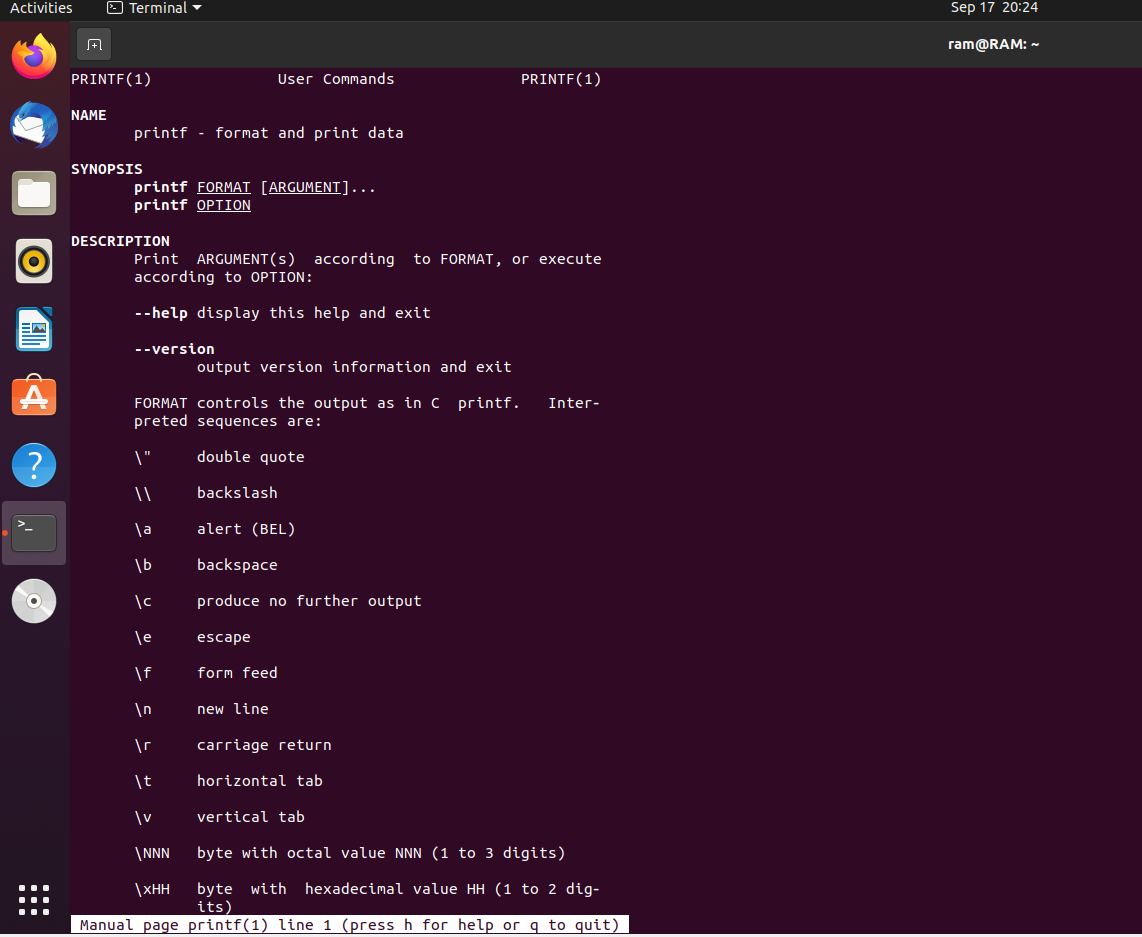 Activities Terminal Sep 17 20:24
ram@RAM: ~
PRINTF(1) User Commands PRINTF(1)
NAME
printf - format and print data
SYNOPSIS
printf FORMAT [ARGUMENT]...
printf OPTION
DESCRIPTION
Print ARGUMENT(s) according to FORMAT, or execute
according to OPTION:
--help display this help and exit
--version
output version information and exit
FORMAT controls the output as in C printf. Inter-
preted sequences are:
\" double quote
\\ backslash
\a alert (BEL)
\b backspace
\c produce no further output
\e escape
\f form feed
\n new line
\r carriage return
\t horizontal tab
\v vertical tab
\NNN byte with octal value NNN (1 to 3 digits)
\xHH byte with hexadecimal value HH (1 to 2 dig-
its)
Manual page printf(1) line 1 (press h for help or q to quit)